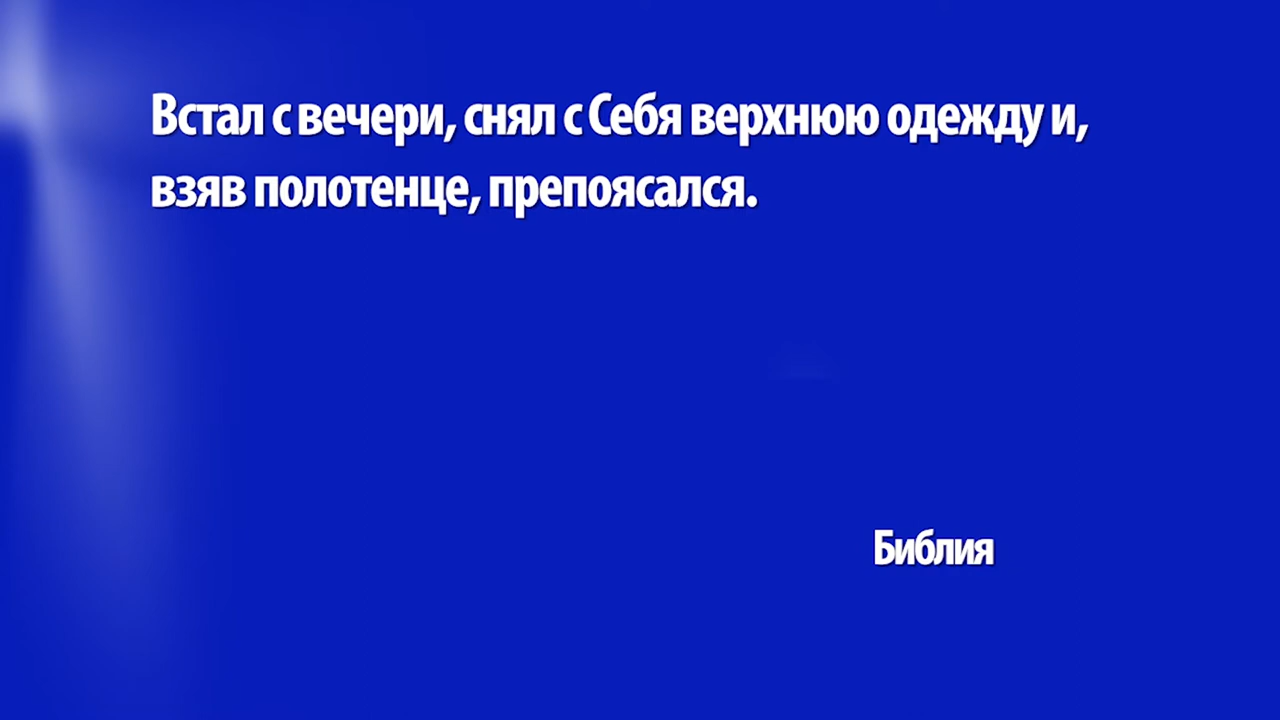 Встал с вечери, снял с Себя верхнюю одежду и,
взяв полотенце, препоясался.
Библия